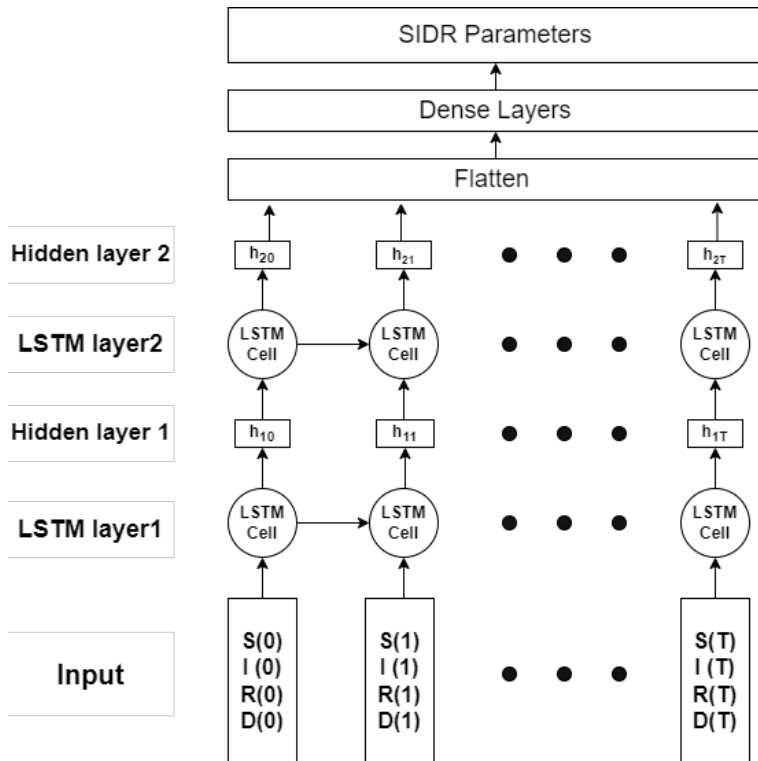 SIDR Parameters
Dense Layers
Flatten
Hidden layer 2
h20
h21
h2T
LSTM layer2
LSTM
Cell
LSTM
Cell
LSTM
Cell
Hidden layer 1
h10
h11
h1T
LSTM layer1
LSTM
Cell
LSTM
Cell
LSTM
Cell
Input
S(0)
I (0)
R(0)
D(0)
S(1)
I (1)
R(1)
D(1)
S(T)
I (T)
R(T)
D(T)